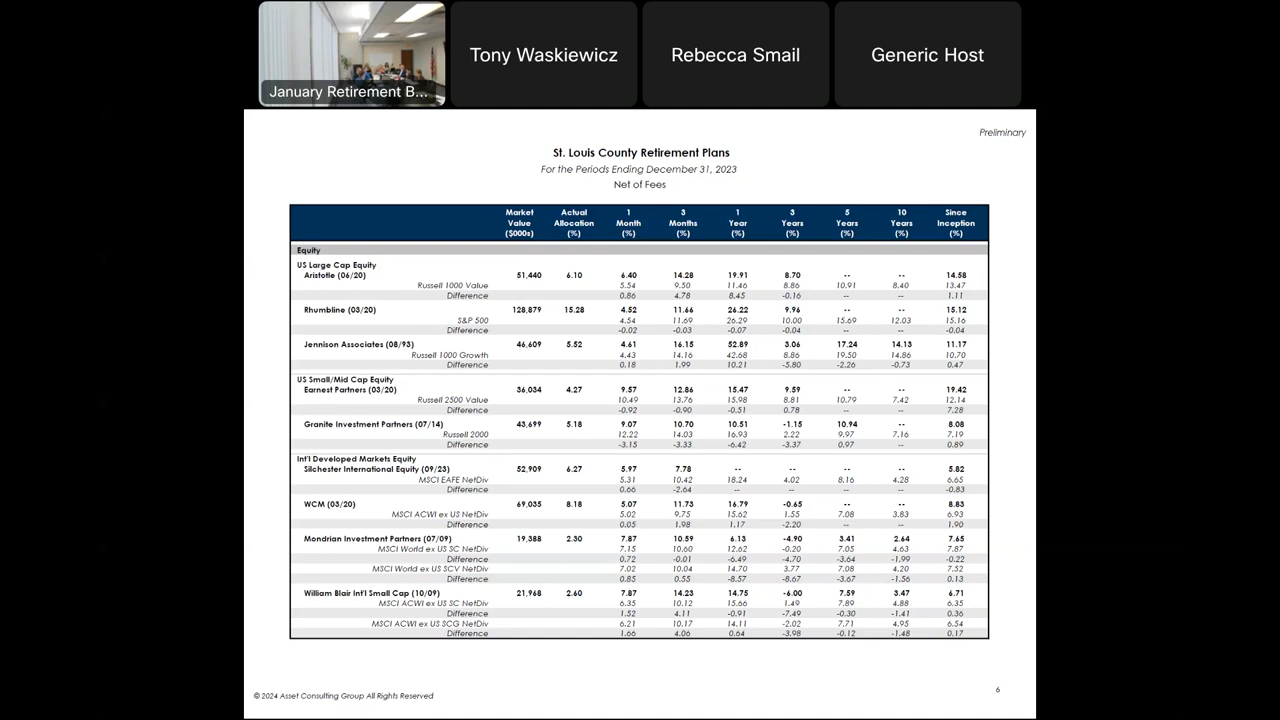 January Retirement B...
Tony Waskiewicz
Rebecca Smail
Generic Host
Preliminary
St. Louis County Retirement Plans
For the Periods Ending December 31, 2023
Net of Fees
Market Value ($000s) Actual Allocation (%) 1 Month (%) 3 Months (%) 1 Year (%) 3 Years (%) 5 Years (%) 10 Years (%) Since Inception (%)
Equity
US Large Cap Equity
Aristotle (06/20) 51,440 6.10 6.40 14.28 19.91 8.70 -- -- 14.58
Russell 1000 Value 5.54 9.50 11.46 8.86 10.91 8.40 13.47
Difference 0.86 4.78 8.45 -0.16 -- -- 1.11
Rhumbline (03/20) 128,879 15.28 4.52 11.66 26.22 9.96 -- -- 15.12
S&P 500 4.54 11.69 26.29 10.00 15.69 12.03 15.16
Difference -0.02 -0.03 -0.07 -0.04 -- -- -0.04
Jennison Associates (08/93) 46,609 5.52 4.61 16.15 52.89 3.06 17.24 14.13 11.17
Russell 1000 Growth 4.43 14.16 42.68 8.86 19.50 14.86 10.70
Difference 0.18 1.99 10.21 -5.80 -2.26 -0.73 0.47
US Small/Mid Cap Equity
Earnest Partners (03/20) 36,034 4.27 9.57 12.86 15.47 9.59 -- -- 19.42
Russell 2500 Value 10.49 13.76 15.98 8.81 10.79 7.42 12.14
Difference -0.92 -0.90 -0.51 0.78 -- -- 7.28
Granite Investment Partners (07/14) 43,699 5.18 9.07 10.70 10.51 -1.15 10.94 -- 8.08
Russell 2000 12.22 14.03 16.93 2.22 9.97 7.16 7.19
Difference -3.15 -3.33 -6.42 -3.37 0.97 -- 0.89
Int'l Developed Markets Equity
Silchester International Equity (09/23) 52,909 6.27 5.97 7.78 -- -- -- -- 5.82
MSCI EAFE NetDiv 5.31 10.42 18.24 4.02 8.16 4.28 6.65
Difference 0.66 -2.64 -- -- -- -- -0.83
WCM (03/20) 69,035 8.18 5.07 11.73 16.79 -0.65 -- -- 8.83
MSCI ACWI ex US NetDiv 5.02 9.75 15.62 1.55 7.08 3.83 6.93
Difference 0.05 1.98 1.17 -2.20 -- -- 1.90
Mondrian Investment Partners (07/09) 19,388 2.30 7.87 10.59 6.13 -4.90 3.41 2.64 7.65
MSCI World ex US SC NetDiv 7.15 10.60 12.62 -0.20 7.05 4.63 7.87
Difference 0.72 -0.01 -6.49 -4.70 -3.64 -1.99 -0.22
MSCI World ex US SCV NetDiv 7.02 10.04 14.70 3.77 7.08 4.20 7.52
Difference 0.85 0.55 -8.57 -8.67 -3.67 -1.56 0.13
William Blair Int'l Small Cap (10/09) 21,968 2.60 7.87 14.23 14.75 -6.00 7.59 3.47 6.71
MSCI ACWI ex US SC NetDiv 6.35 10.12 15.66 1.49 7.89 4.88 6.35
Difference 1.52 4.11 -0.91 -7.49 -0.30 -1.41 0.36
MSCI ACWI ex US SCG NetDiv 6.21 10.17 14.11 -2.02 7.71 4.95 6.54
Difference 1.66 4.06 0.64 -3.98 -0.12 -1.48 0.17
© 2024 Asset Consulting Group All Rights Reserved
6